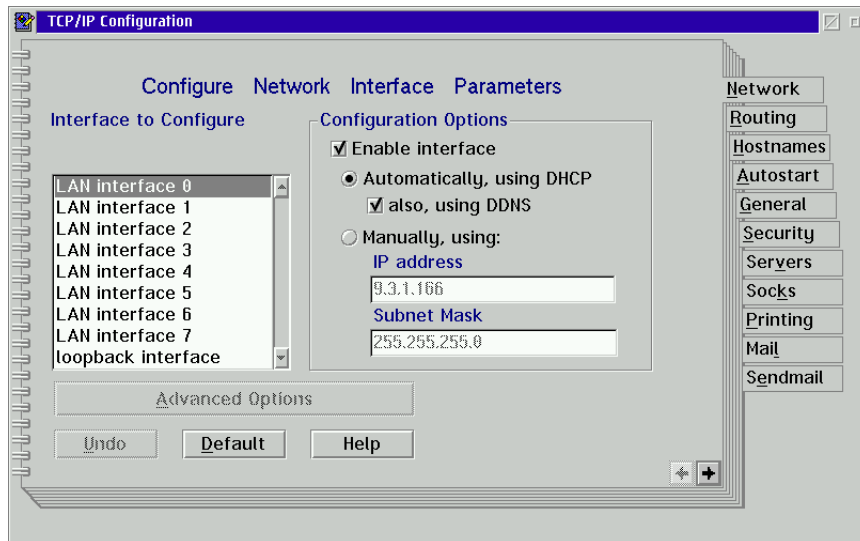 TCP/IP Configuration
Configure Network Interface Parameters
Interface to Configure
LAN interface 0
LAN interface 1
LAN interface 2
LAN interface 3
LAN interface 4
LAN interface 5
LAN interface 6
LAN interface 7
loopback interface
Configuration Options
Enable interface
Automatically, using DHCP
also, using DDNS
Manually, using:
IP address
9.3.1.166
Subnet Mask
255.255.255.0
Advanced Options
Undo
Default
Help
Network
Routing
Hostnames
Autostart
General
Security
Servers
Socks
Printing
Mail
Sendmail